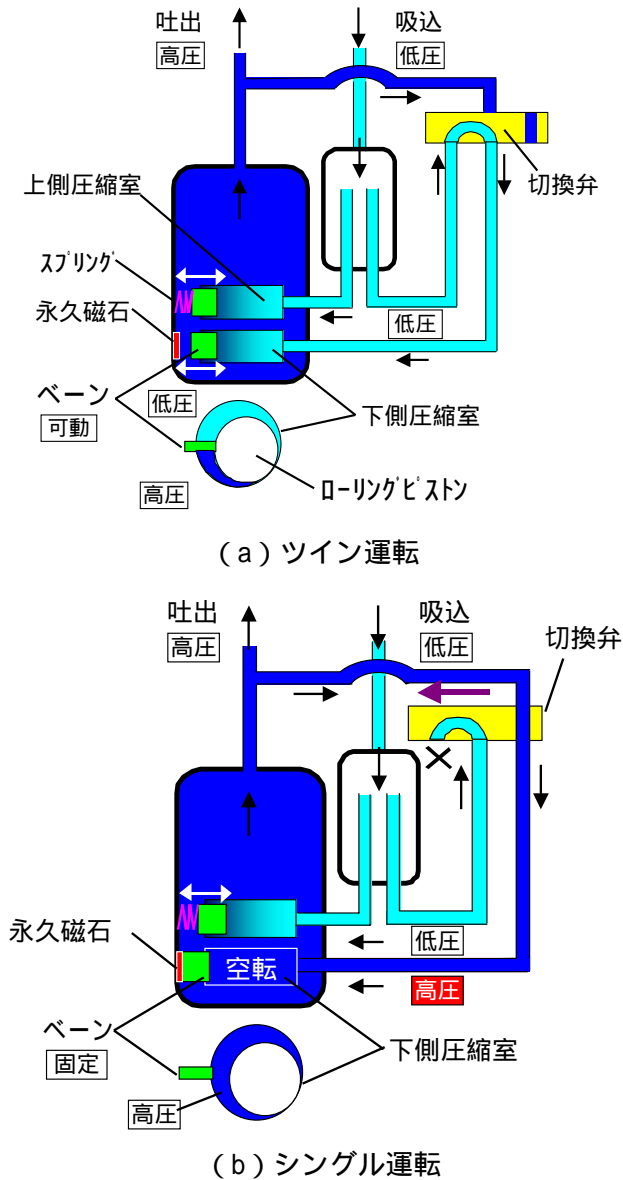 吐出
高圧
吸込
低圧
切換弁
上側圧縮室
ｽﾌﾟﾘﾝｸﾞ
永久磁石
低圧
ベーン
可動
低圧
下側圧縮室
高圧
ﾛｰﾘﾝｸﾞﾋﾟｽﾄﾝ
（a）ツイン運転
吐出
高圧
吸込
低圧
切換弁
永久磁石
低圧
空転
高圧
ベーン
固定
下側圧縮室
高圧
（b）シングル運転